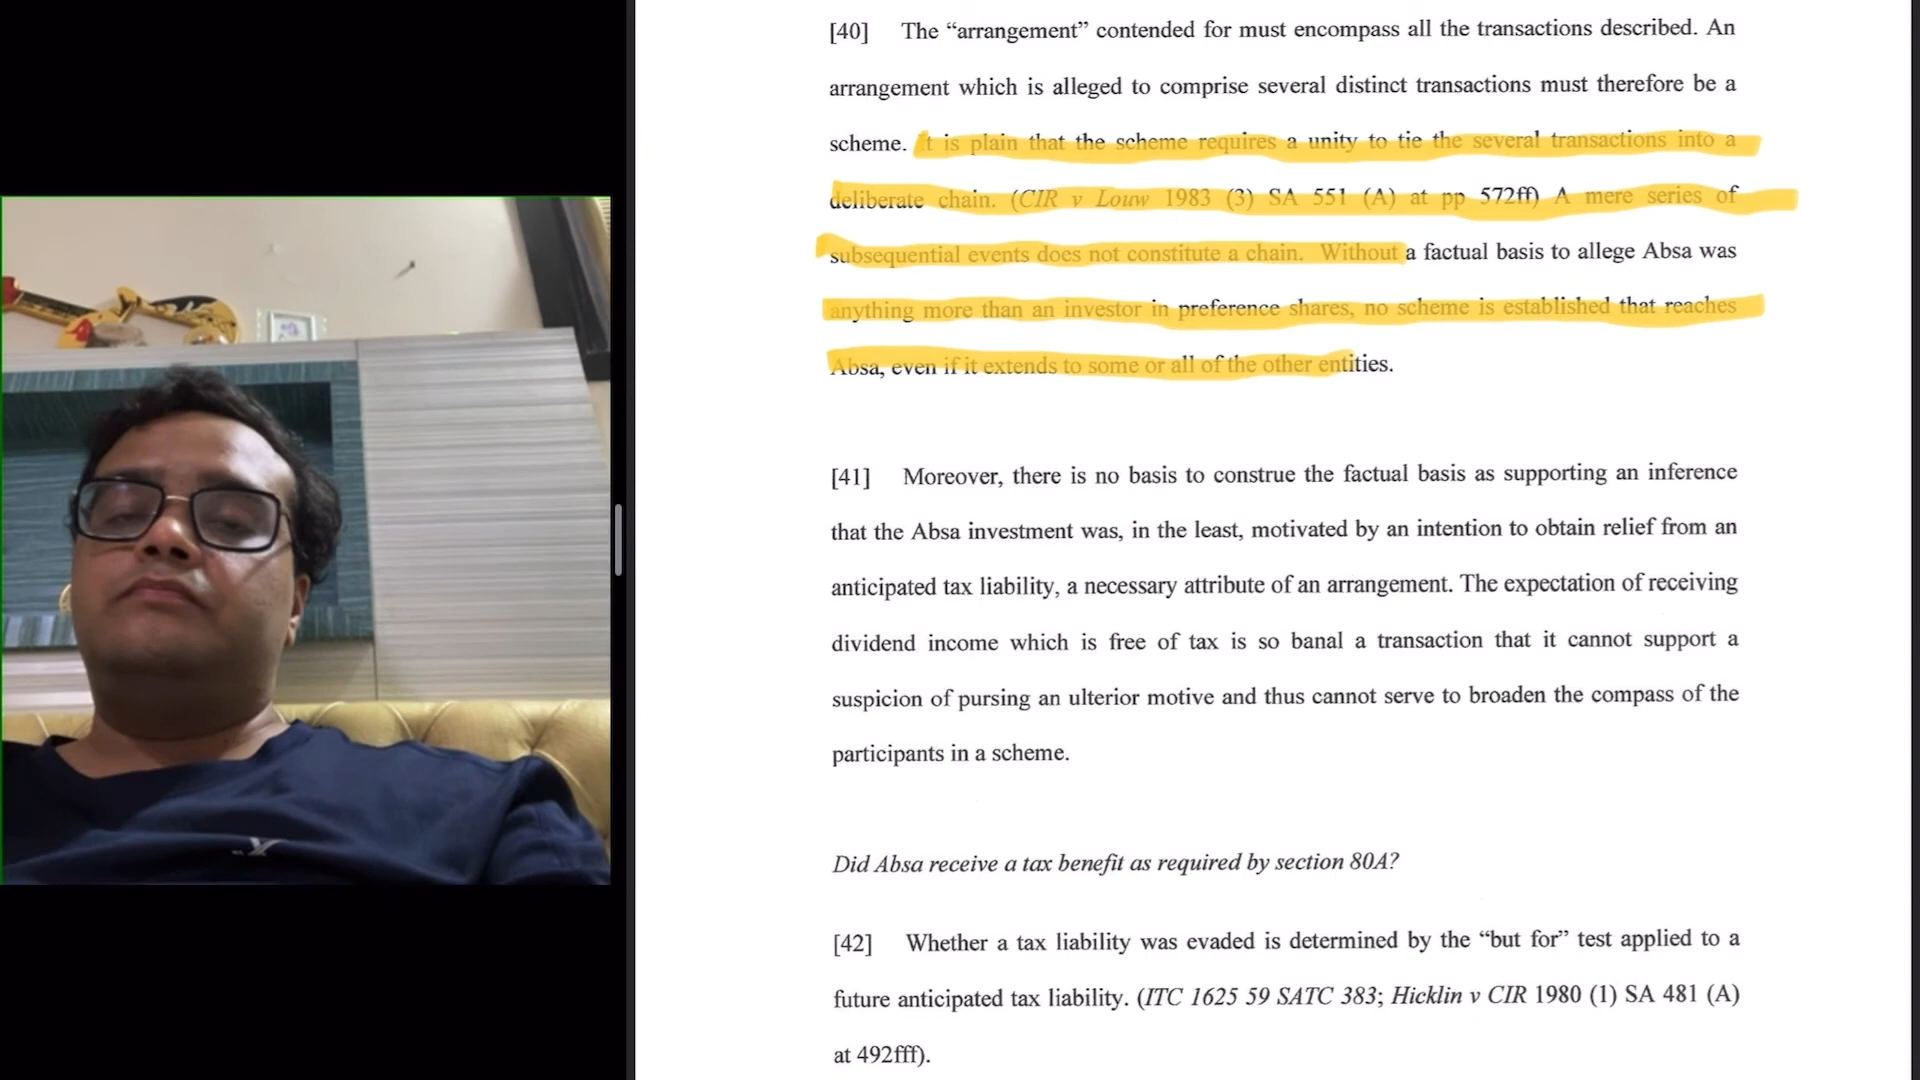 [40] The “arrangement” contended for must encompass all the transactions described. An
arrangement which is alleged to comprise several distinct transactions must therefore be a
scheme. It is plain that the scheme requires a unity to tie the several transactions into a
deliberate chain. (CIR v Louw 1983 (3) SA 551 (A) at pp 572ff) A mere series of
subsequential events does not constitute a chain. Without a factual basis to allege Absa was
anything more than an investor in preference shares, no scheme is established that reaches
Absa, even if it extends to some or all of the other entities.
[41] Moreover, there is no basis to construe the factual basis as supporting an inference
that the Absa investment was, in the least, motivated by an intention to obtain relief from an
anticipated tax liability, a necessary attribute of an arrangement. The expectation of receiving
dividend income which is free of tax is so banal a transaction that it cannot support a
suspicion of pursing an ulterior motive and thus cannot serve to broaden the compass of the
participants in a scheme.
Did Absa receive a tax benefit as required by section 80A?
[42] Whether a tax liability was evaded is determined by the “but for” test applied to a
future anticipated tax liability. (ITC 1625 59 SATC 383; Hicklin v CIR 1980 (1) SA 481 (A)
at 492fff).